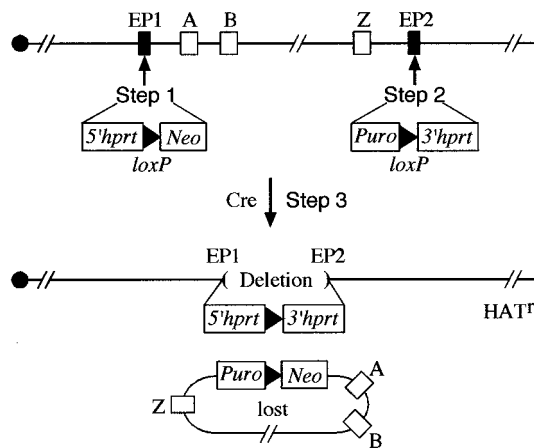 EP1 A B Z EP2
Step 1 Step 2
5'hprt Neo Puro 3'hprt
loxP loxP
Cre Step 3
EP1 EP2
( Deletion )
5'hprt 3'hprt
HATʳ
Puro Neo A
Z lost
B